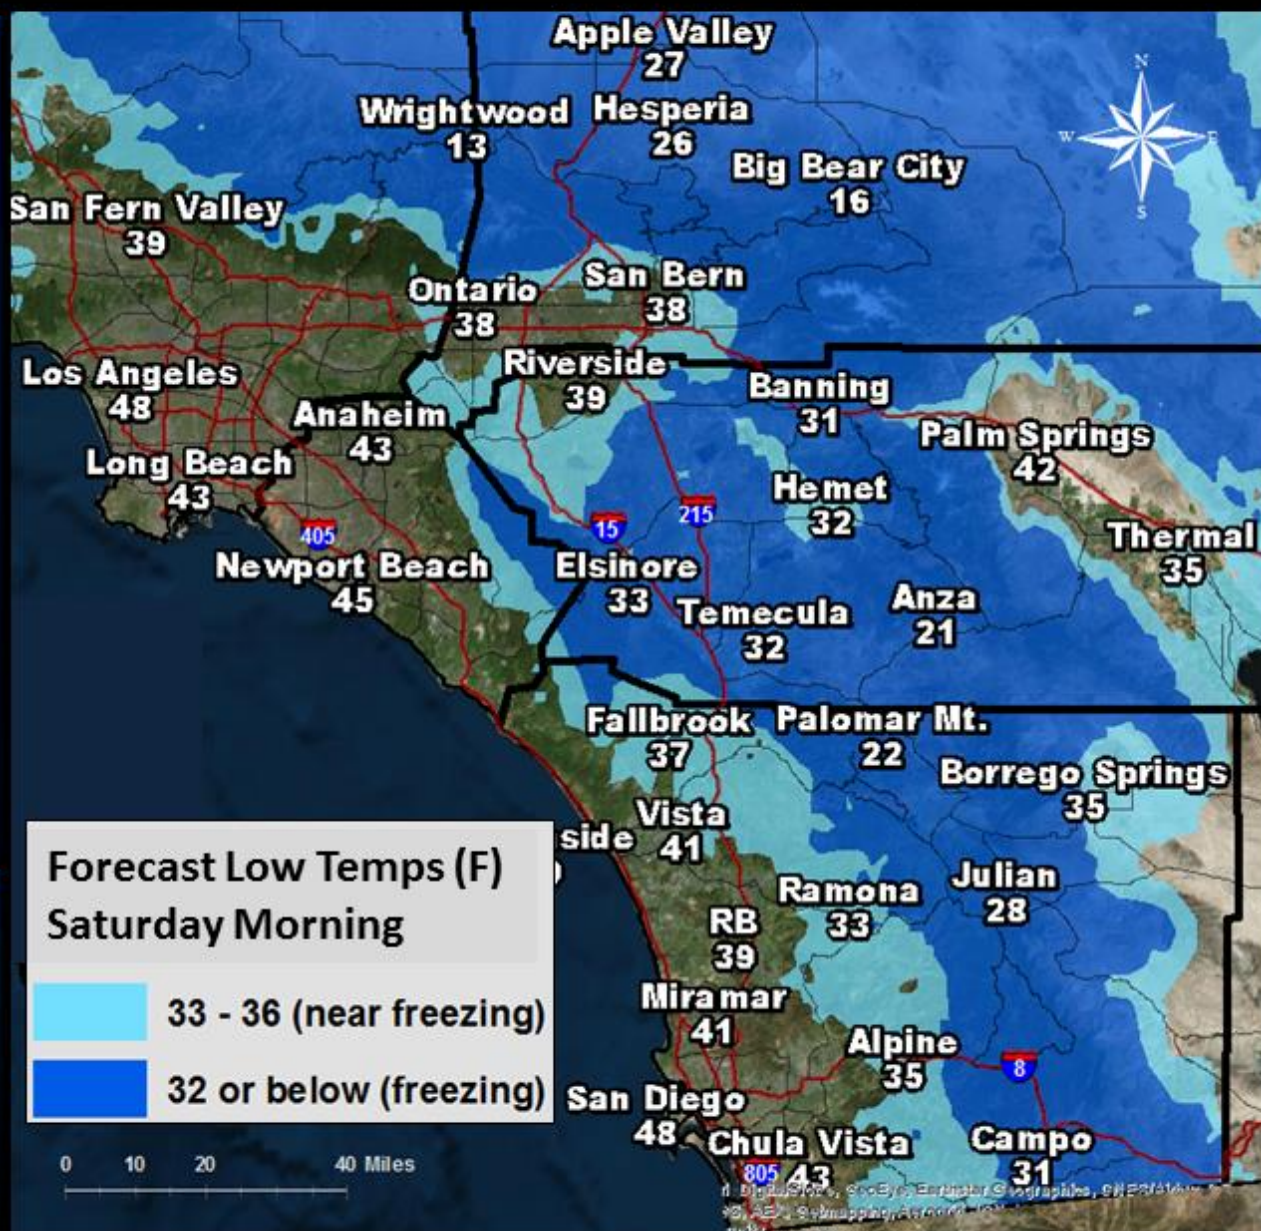 Apple Valley
27
N
Wrightwood
13
Hesperia
26
W
E
Big Bear City
16
S
San Fern Valley
39
San Bern
38
Ontario
38
Riverside
39
Los Angeles
48
Banning
31
Anaheim
43
Palm Springs
42
Long Beach
43
Hemet
32
215
15
405
Thermal
35
Newport Beach
45
Elsinore
33
Anza
21
Temecula
32
Fallbrook
37
Palomar Mt.
22
Borrego Springs
35
Vista
41
side
Forecast Low Temps (F)
Saturday Morning
33 - 36 (near freezing)
32 or below (freezing)
Julian
28
Ramona
33
RB
39
Miramar
41
Alpine
35
8
San Diego
48
Chula Vista
43
805
Campo
31
0 10 20 40 Miles